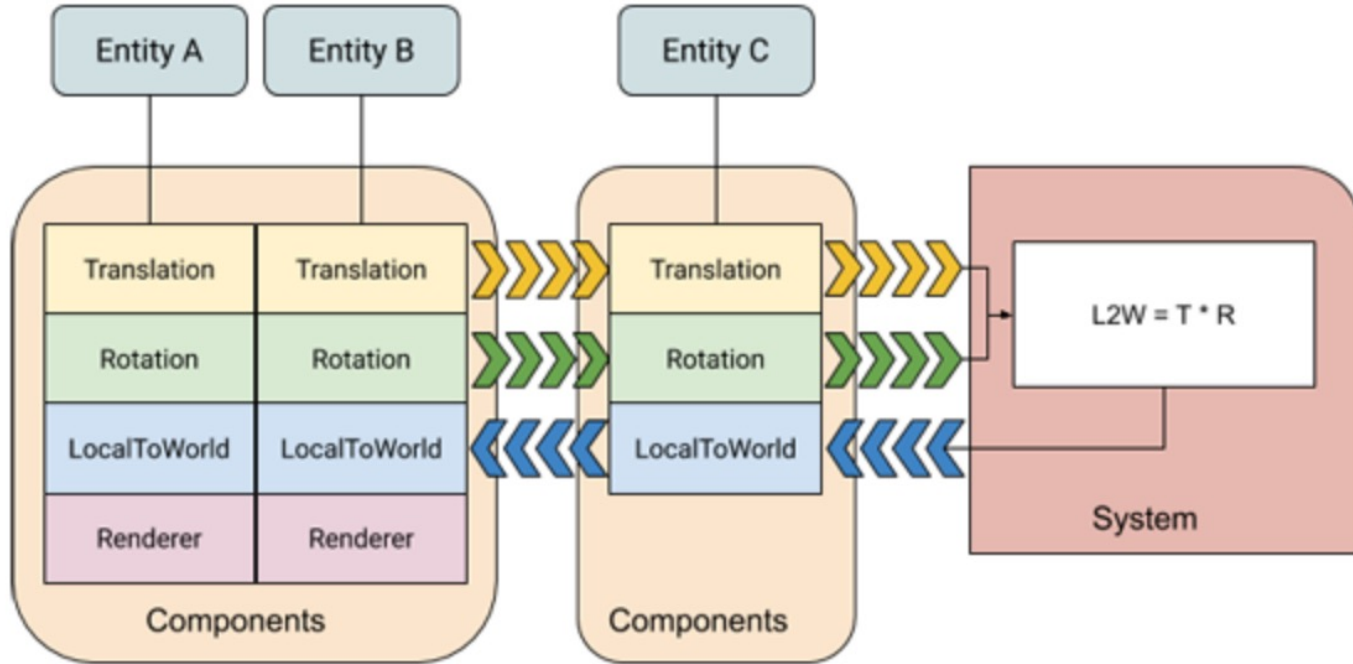 Entity A
Entity B
Entity C
Translation
Translation
Translation
Rotation
Rotation
Rotation
L2W = T * R
LocalToWorld
LocalToWorld
LocalToWorld
Renderer
Renderer
System
Components
Components